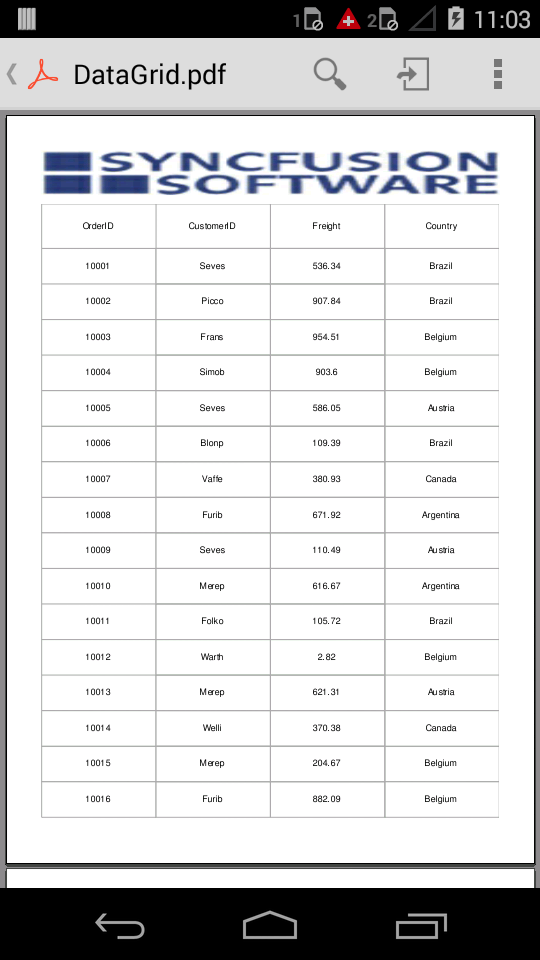 1 2 11:03
DataGrid.pdf
SYNCFUSION
SOFTWARE
OrderID CustomerID Freight Country
10001 Seves 536.34 Brazil
10002 Picco 907.84 Brazil
10003 Frans 954.51 Belgium
10004 Simob 903.6 Belgium
10005 Seves 586.05 Austria
10006 Blonp 109.39 Brazil
10007 Vaffe 380.93 Canada
10008 Furib 671.92 Argentina
10009 Seves 110.49 Austria
10010 Merep 616.67 Argentina
10011 Folko 105.72 Brazil
10012 Warth 2.82 Belgium
10013 Merep 621.31 Austria
10014 Welli 370.38 Canada
10015 Merep 204.67 Belgium
10016 Furib 882.09 Belgium